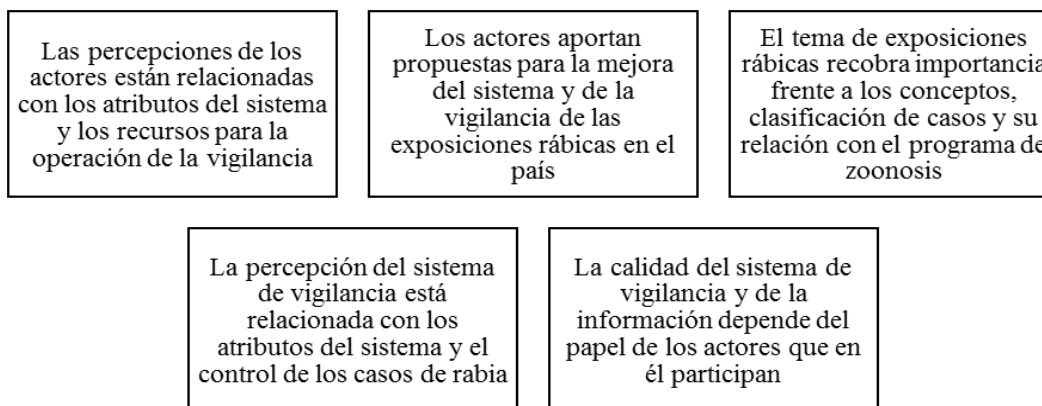 Las percepciones de los
actores están relacionadas
con los atributos del sistema
y los recursos para la
operación de la vigilancia
Los actores aportan
propuestas para la mejora
del sistema y de la
vigilancia de las
exposiciones rábicas en el
país
El tema de exposiciones
rábicas recobra importancia
frente a los conceptos,
clasificación de casos y su
relación con el programa de
zoonosis
La percepción del sistema
de vigilancia está
relacionada con los
atributos del sistema y el
control de los casos de rabia
La calidad del sistema de
vigilancia y de la
información depende del
papel de los actores que en
él participan